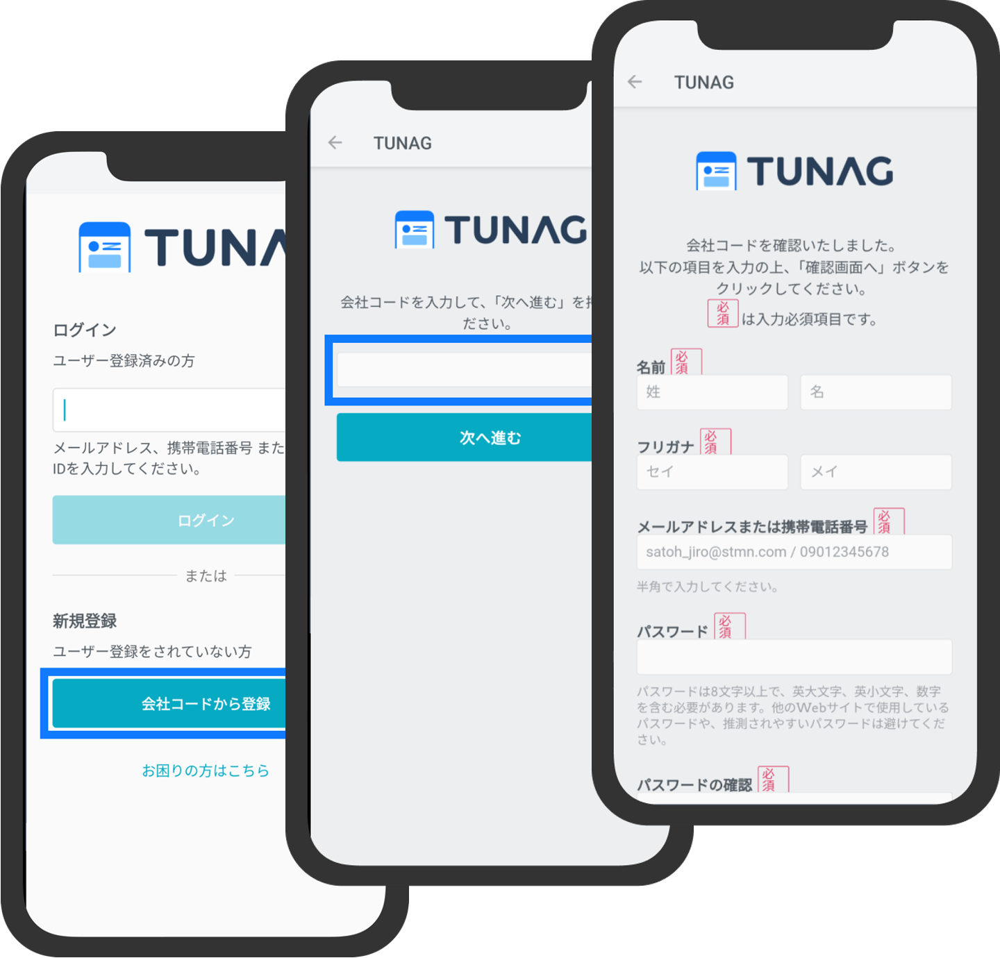 TUNA
ログイン
ユーザー登録済みの方
メールアドレス、携帯電話番号 また
IDを入力してください。
ログイン
または
新規登録
ユーザー登録をされていない方
会社コードから登録
お困りの方はこちら
TUNAG
TUNAG
会社コードを入力して、「次へ進む」を
ださい。
次へ進む
TUNAG
TUNAG
会社コードを確認いたしました。
以下の項目を入力の上、「確認画面へ」ボタンを
クリックしてください。
必須 は入力必須項目です。
名前 必須
姓 名
フリガナ 必須
セイ メイ
メールアドレスまたは携帯電話番号 必須
satoh_jiro@stmn.com / 09012345678
半角で入力してください。
パスワード 必須
パスワードは8文字以上で、英大文字、英小文字、数字
を含む必要があります。他のWebサイトで使用している
パスワードや、推測されやすいパスワードは避けてくだ
さい。
パスワードの確認 必須